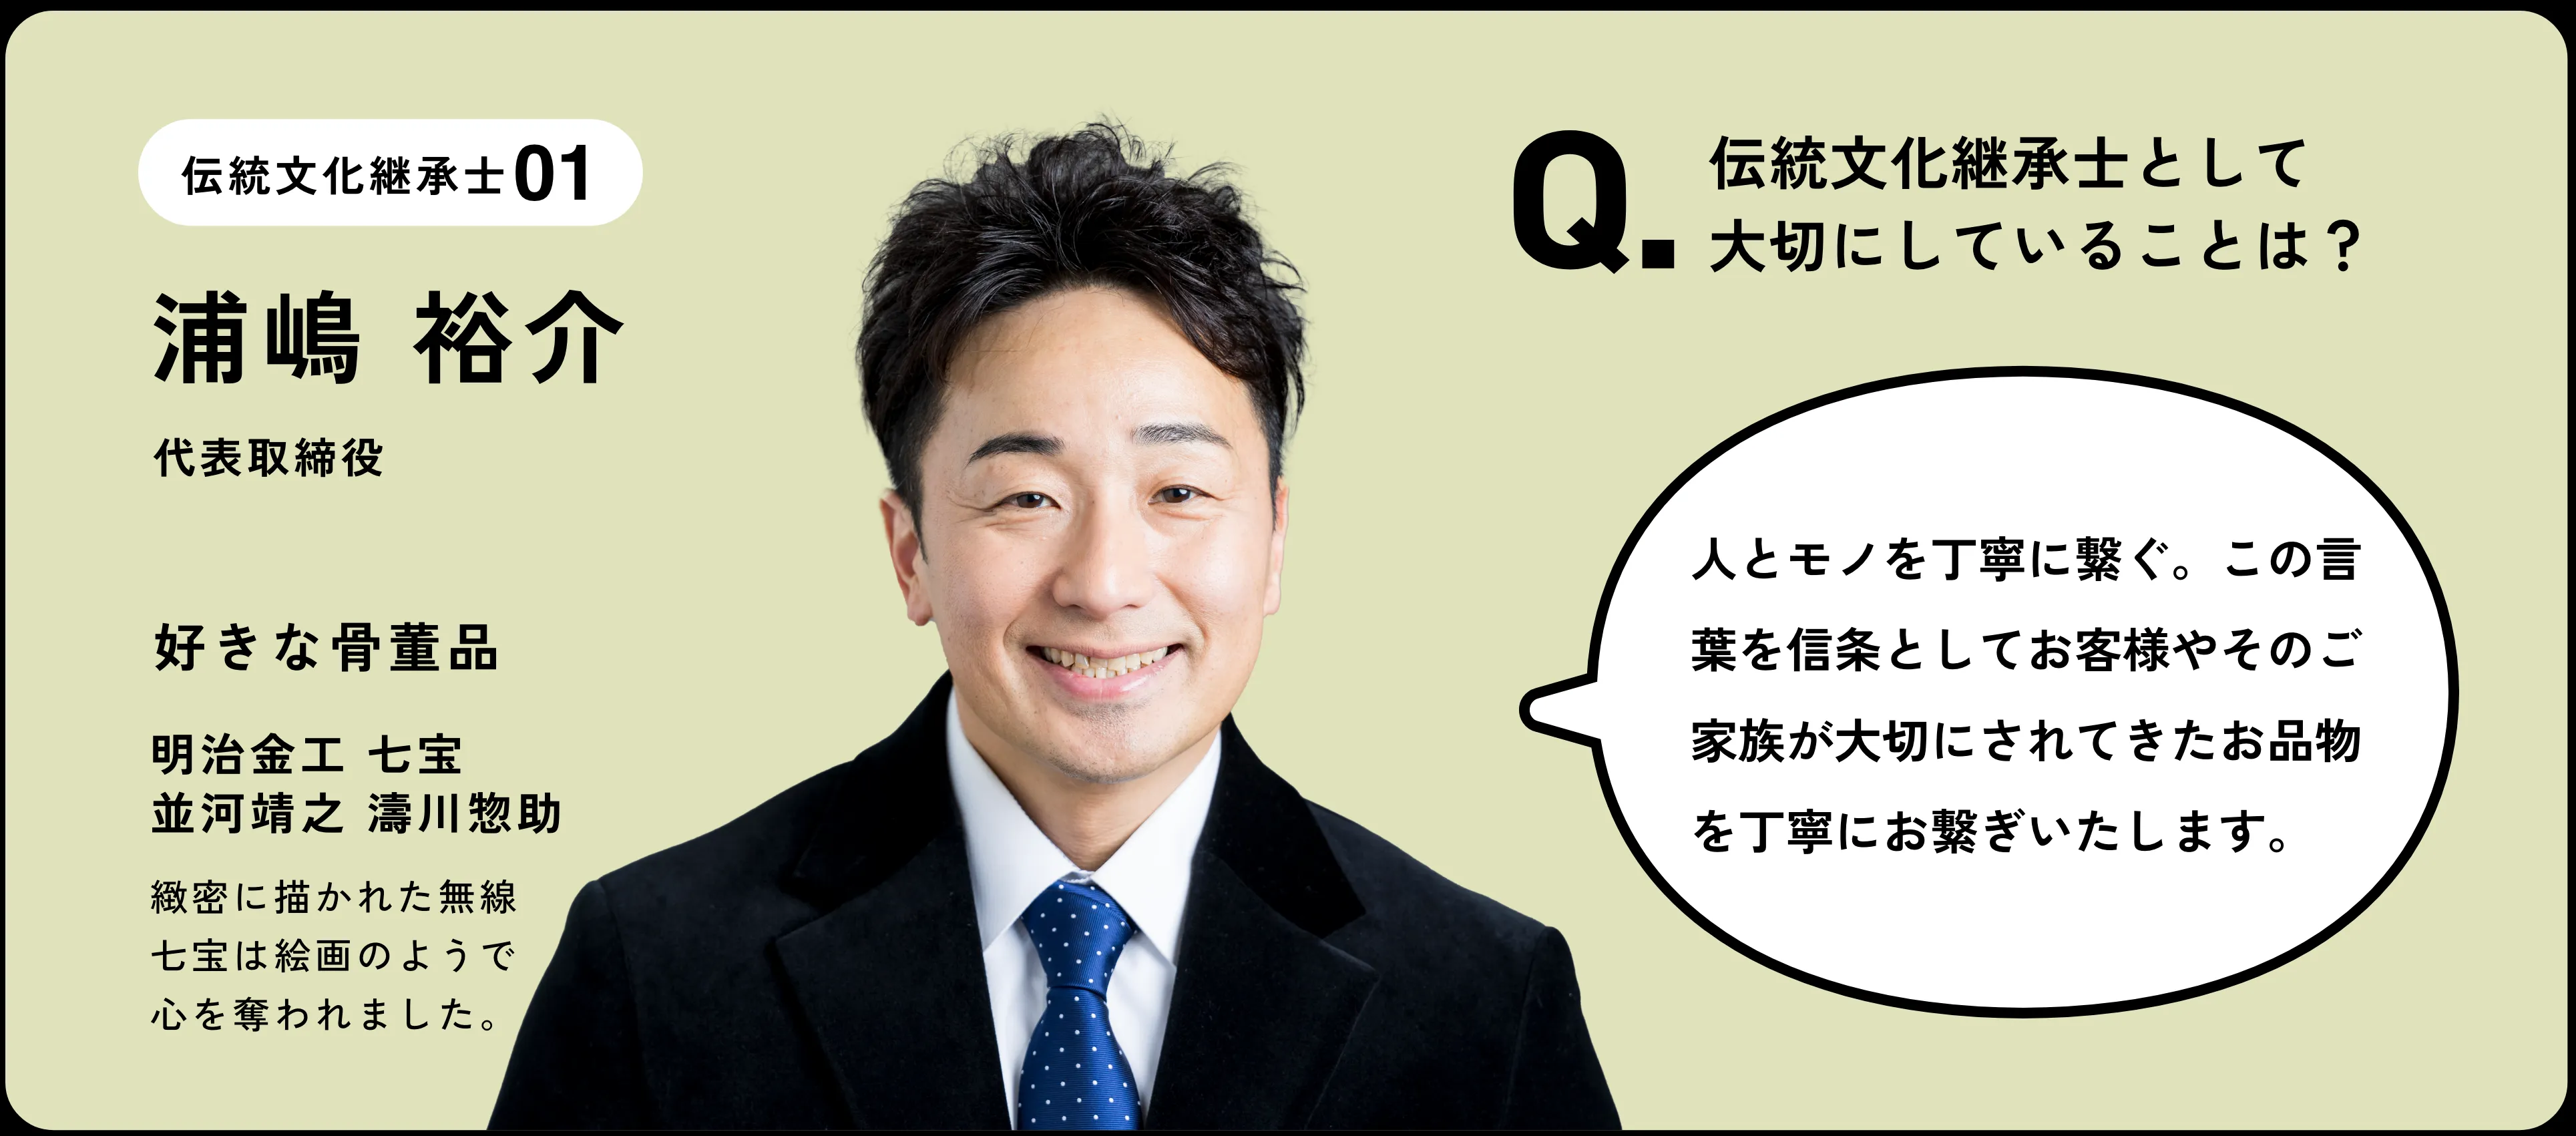 伝統文化継承士01
浦嶋 裕介
代表取締役
好きな骨董品
明治金工 七宝
並河靖之 濤川惣助
緻密に描かれた無線
七宝は絵画のようで
心を奪われました。
Q. 伝統文化継承士として
大切にしていることは？
人とモノを丁寧に繋ぐ。この言
葉を信条としてお客様やそのご
家族が大切にされてきたお品物
を丁寧にお繋ぎいたします。